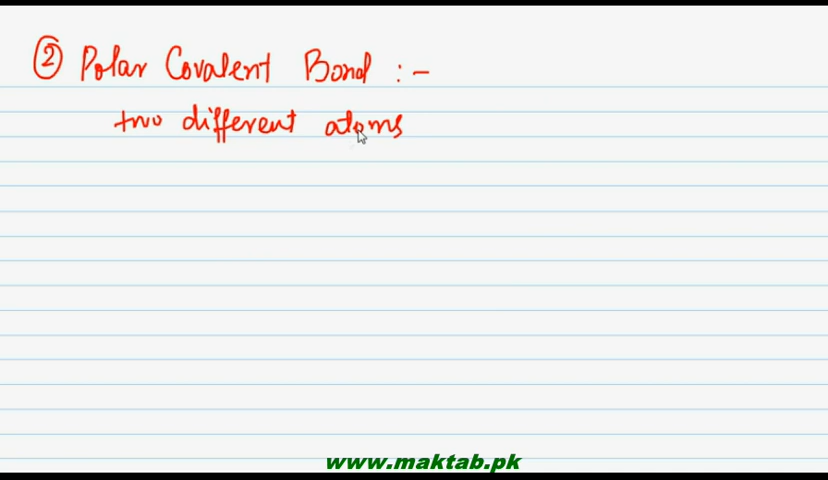 ② Polar Covalent Bond :-
two different atoms
www.maktab.pk